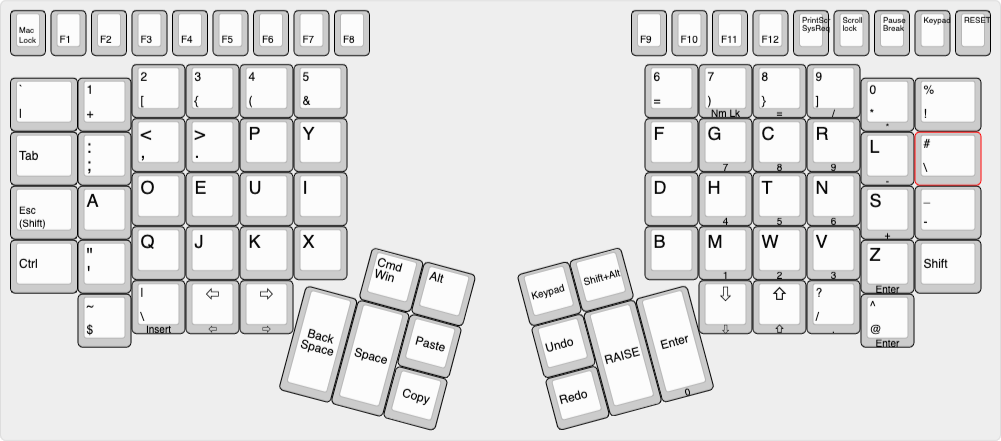 Mac Lock F1 F2 F3 F4 F5 F6 F7 F8 F9 F10 F11 F12 PrintScr SysReq Scroll lock Pause Break Keypad RESET
` | 1 + 2 [ 3 { 4 ( 5 & 6 = 7 ) Nm Lk 8 } = 9 ] / 0 * * % !
Tab : ; < , > . P Y F G 7 C 8 R 9 L - # \
Esc (Shift) A O E U I D H 4 T 5 N 6 S + _ -
Ctrl " ' Q J K X B M 1 W 2 V 3 Z Enter Shift
~ $ | \ Insert ⇦ ⇦ ⇨ ⇨ ⇩ ⇩ ⇧ ⇧ ? / . ^ @ Enter
Cmd Win Alt Keypad Shift+Alt
Back Space Space Paste Undo RAISE Enter 0
Copy Redo